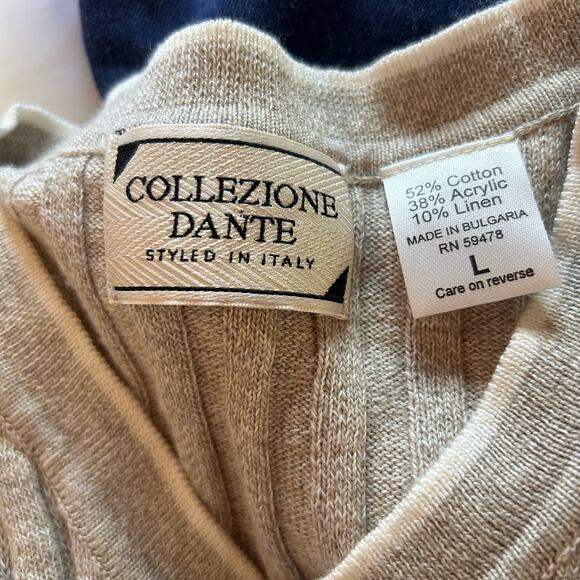 COLLEZIONE
DANTE
STYLED IN ITALY
52% Cotton
38% Acrylic
10% Linen
MADE IN BULGARIA
RN 59478
L
Care on reverse